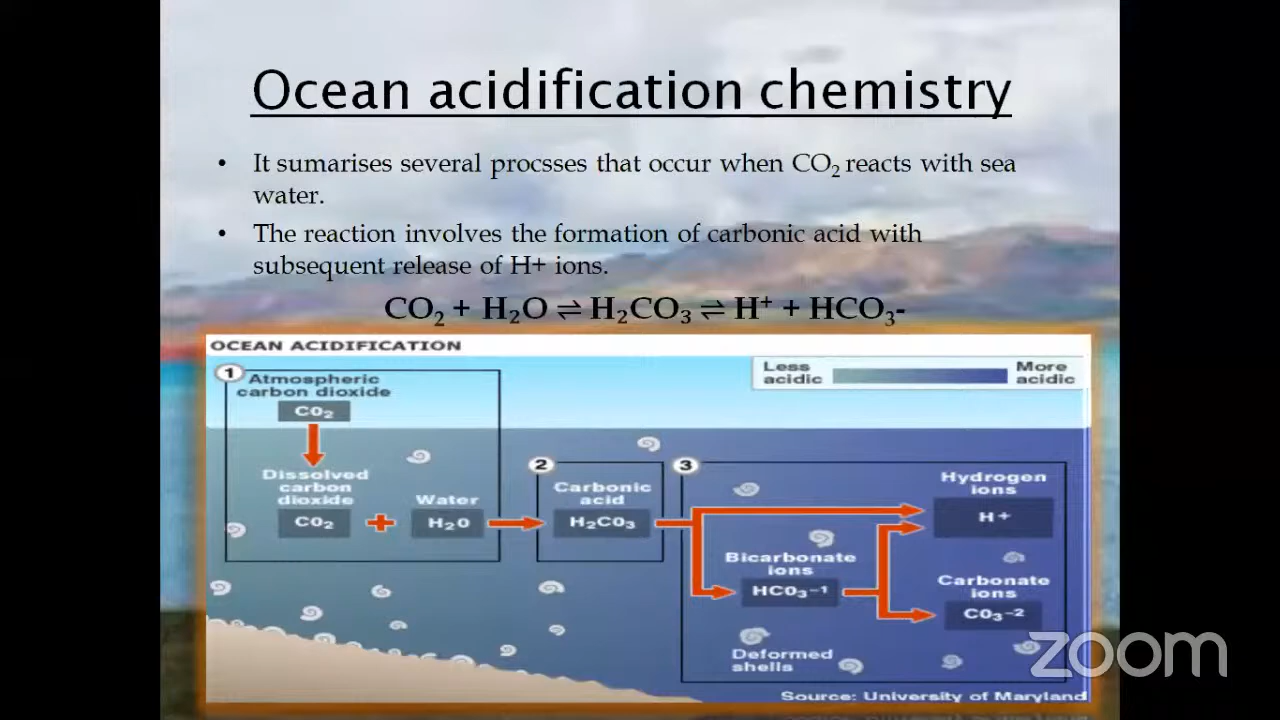 Ocean acidification chemistry
• It sumarises several procsses that occur when CO₂ reacts with sea
water.
• The reaction involves the formation of carbonic acid with
subsequent release of H+ ions.
CO₂ + H₂O ⇌ H₂CO₃ ⇌ H⁺ + HCO₃-
OCEAN ACIDIFICATION
1
Atmospheric
carbon dioxide
CO₂
Less
acidic
More
acidic
Dissolved
carbon
dioxide
CO₂
+
Water
H₂O
2
Carbonic
acid
H₂CO₃
3
Hydrogen
ions
H+
Bicarbonate
ions
HCO₃⁻¹
Carbonate
ions
CO₃⁻²
Deformed
shells
Source: University of Maryland
zoom